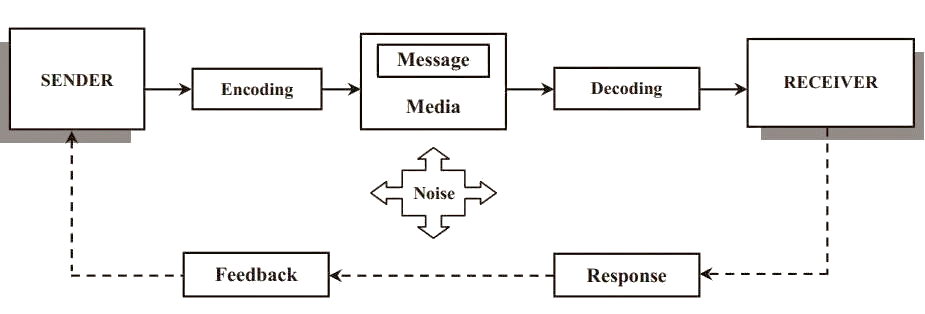 SENDER
Encoding
Message
Media
Decoding
RECEIVER
Noise
Feedback
Response